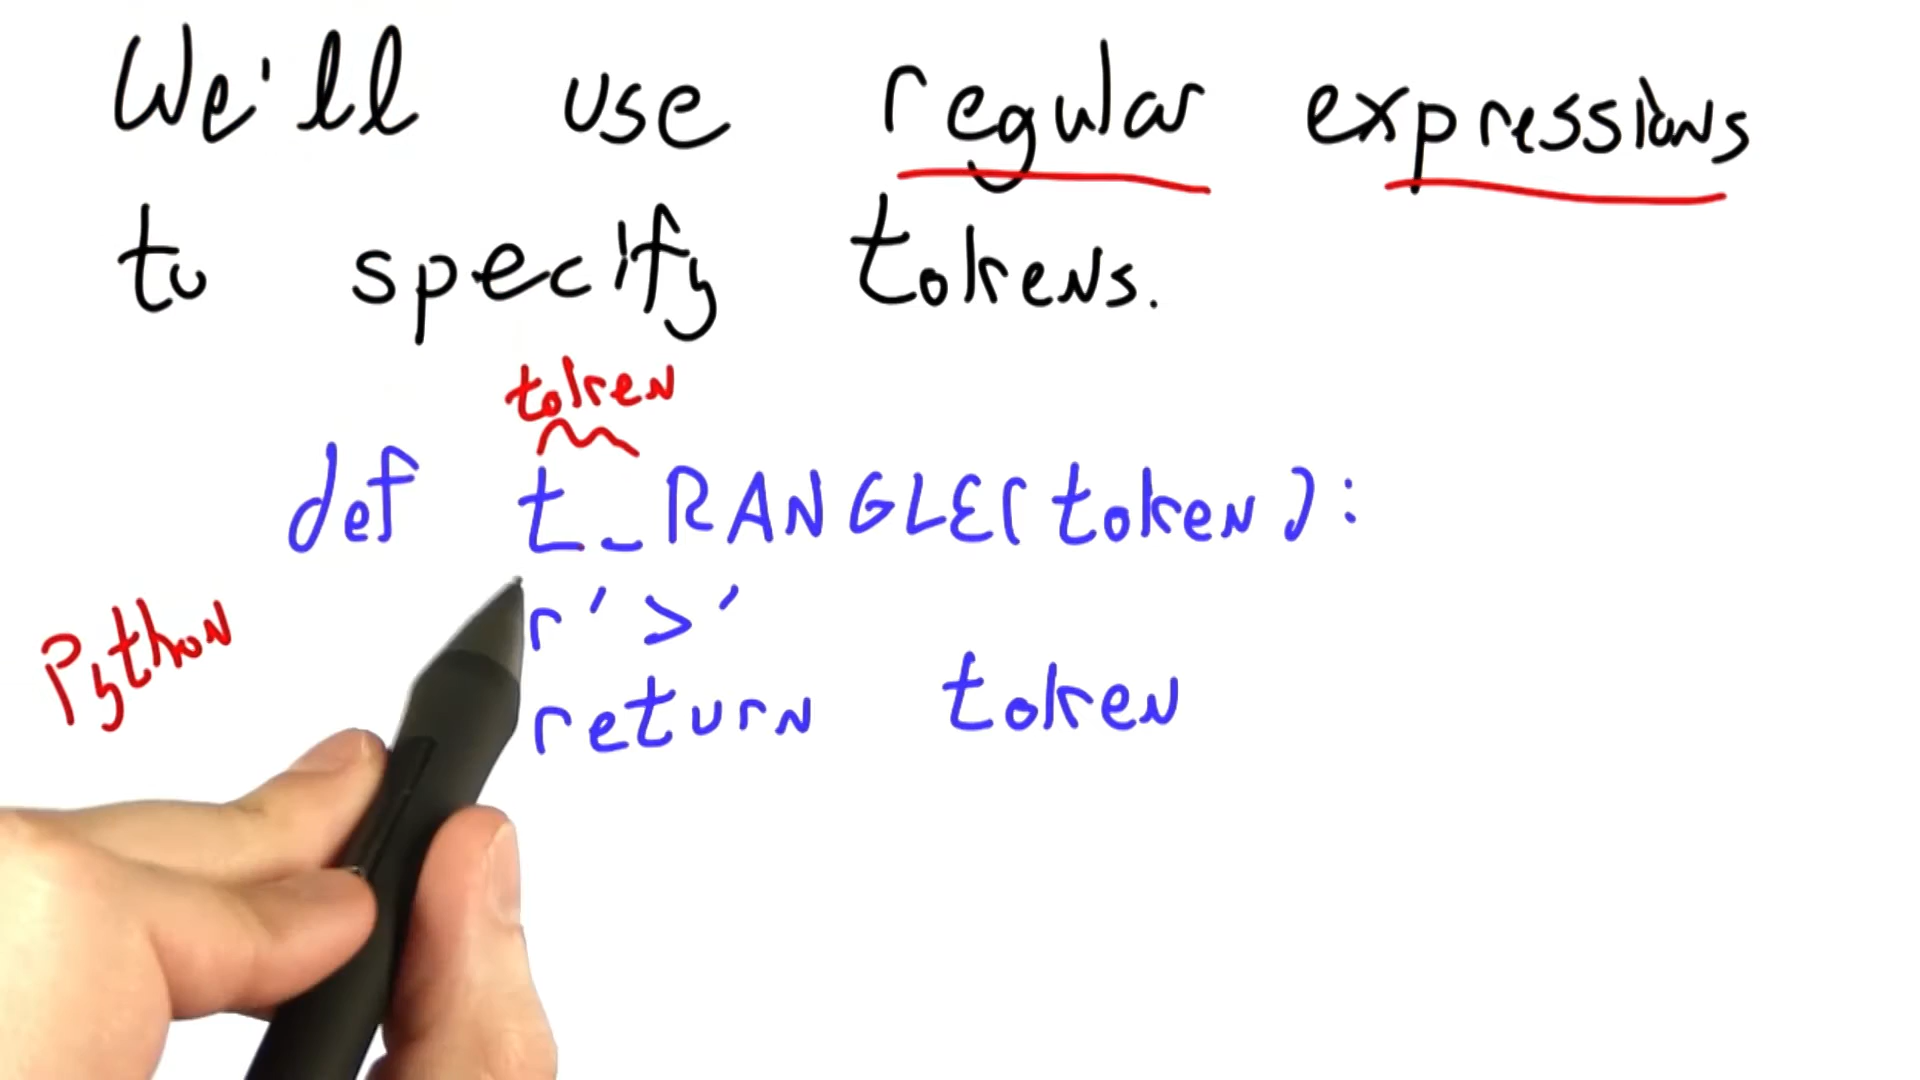 We'll use regular expressions
to specify tokens.
token
def t_RANGLE(token):
r'>'
Python
return token